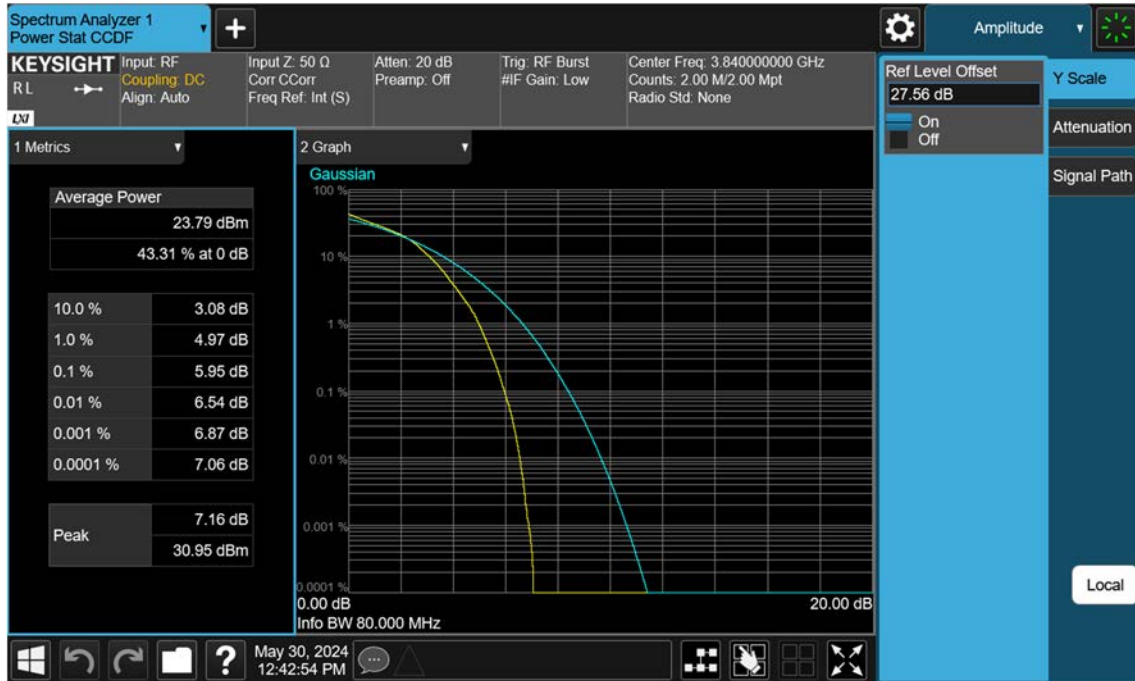 Spectrum Analyzer 1
Power Stat CCDF
+
Amplitude
KEYSIGHT
R L
LXI
Input: RF
Coupling: DC
Align: Auto
Input Z: 50 Ω
Corr CCorr
Freq Ref: Int (S)
Atten: 20 dB
Preamp: Off
Trig: RF Burst
#IF Gain: Low
Center Freq: 3.840000000 GHz
Counts: 2.00 M/2.00 Mpt
Radio Std: None
Ref Level Offset
27.56 dB
On
Off
Y Scale
Attenuation
Signal Path
1 Metrics
Average Power
23.79 dBm
43.31 % at 0 dB
10.0 % 3.08 dB
1.0 % 4.97 dB
0.1 % 5.95 dB
0.01 % 6.54 dB
0.001 % 6.87 dB
0.0001 % 7.06 dB
Peak
7.16 dB
30.95 dBm
2 Graph
Gaussian
100 %
10 %
1 %
0.1 %
0.01 %
0.001 %
0.0001 %
0.00 dB 20.00 dB
Info BW 80.000 MHz
Local
?
May 30, 2024
12:42:54 PM